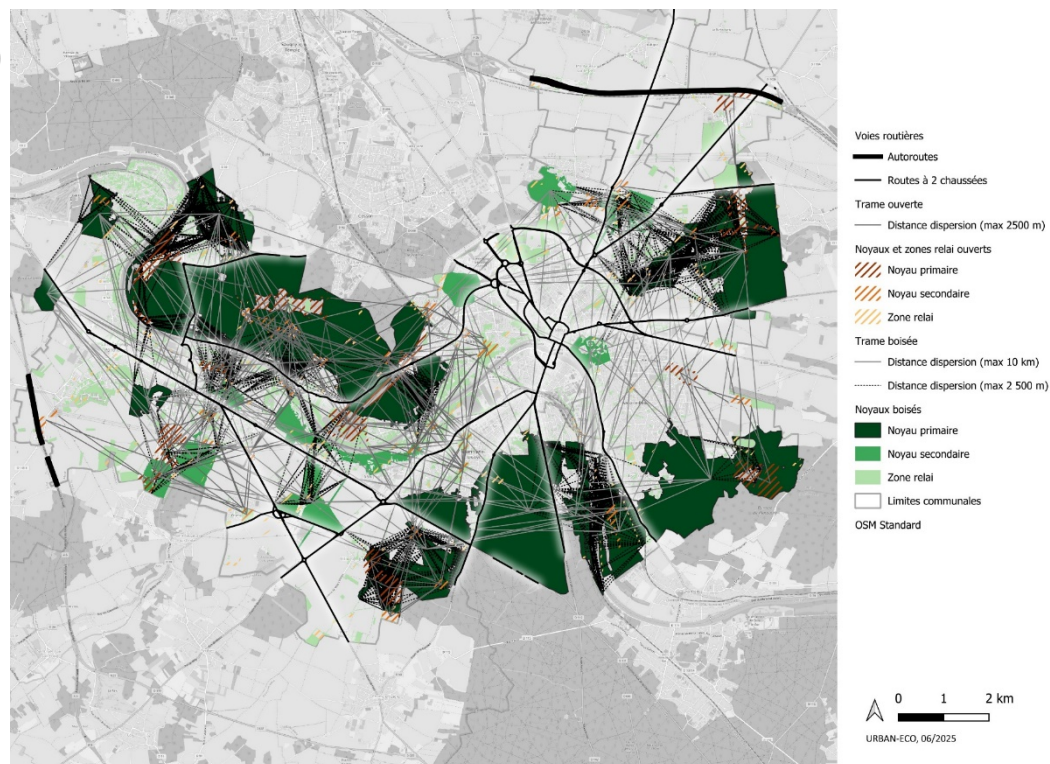 Voies routières
Autoroutes
Routes à 2 chaussées
Trame ouverte
Distance dispersion (max 2500 m)
Noyaux et zones relai ouverts
Noyau primaire
Noyau secondaire
Zone relai
Trame boisée
Distance dispersion (max 10 km)
Distance dispersion (max 2 500 m)
Noyaux boisés
Noyau primaire
Noyau secondaire
Zone relai
Limites communales
OSM Standard
0 1 2 km
URBAN-ECO, 06/2025